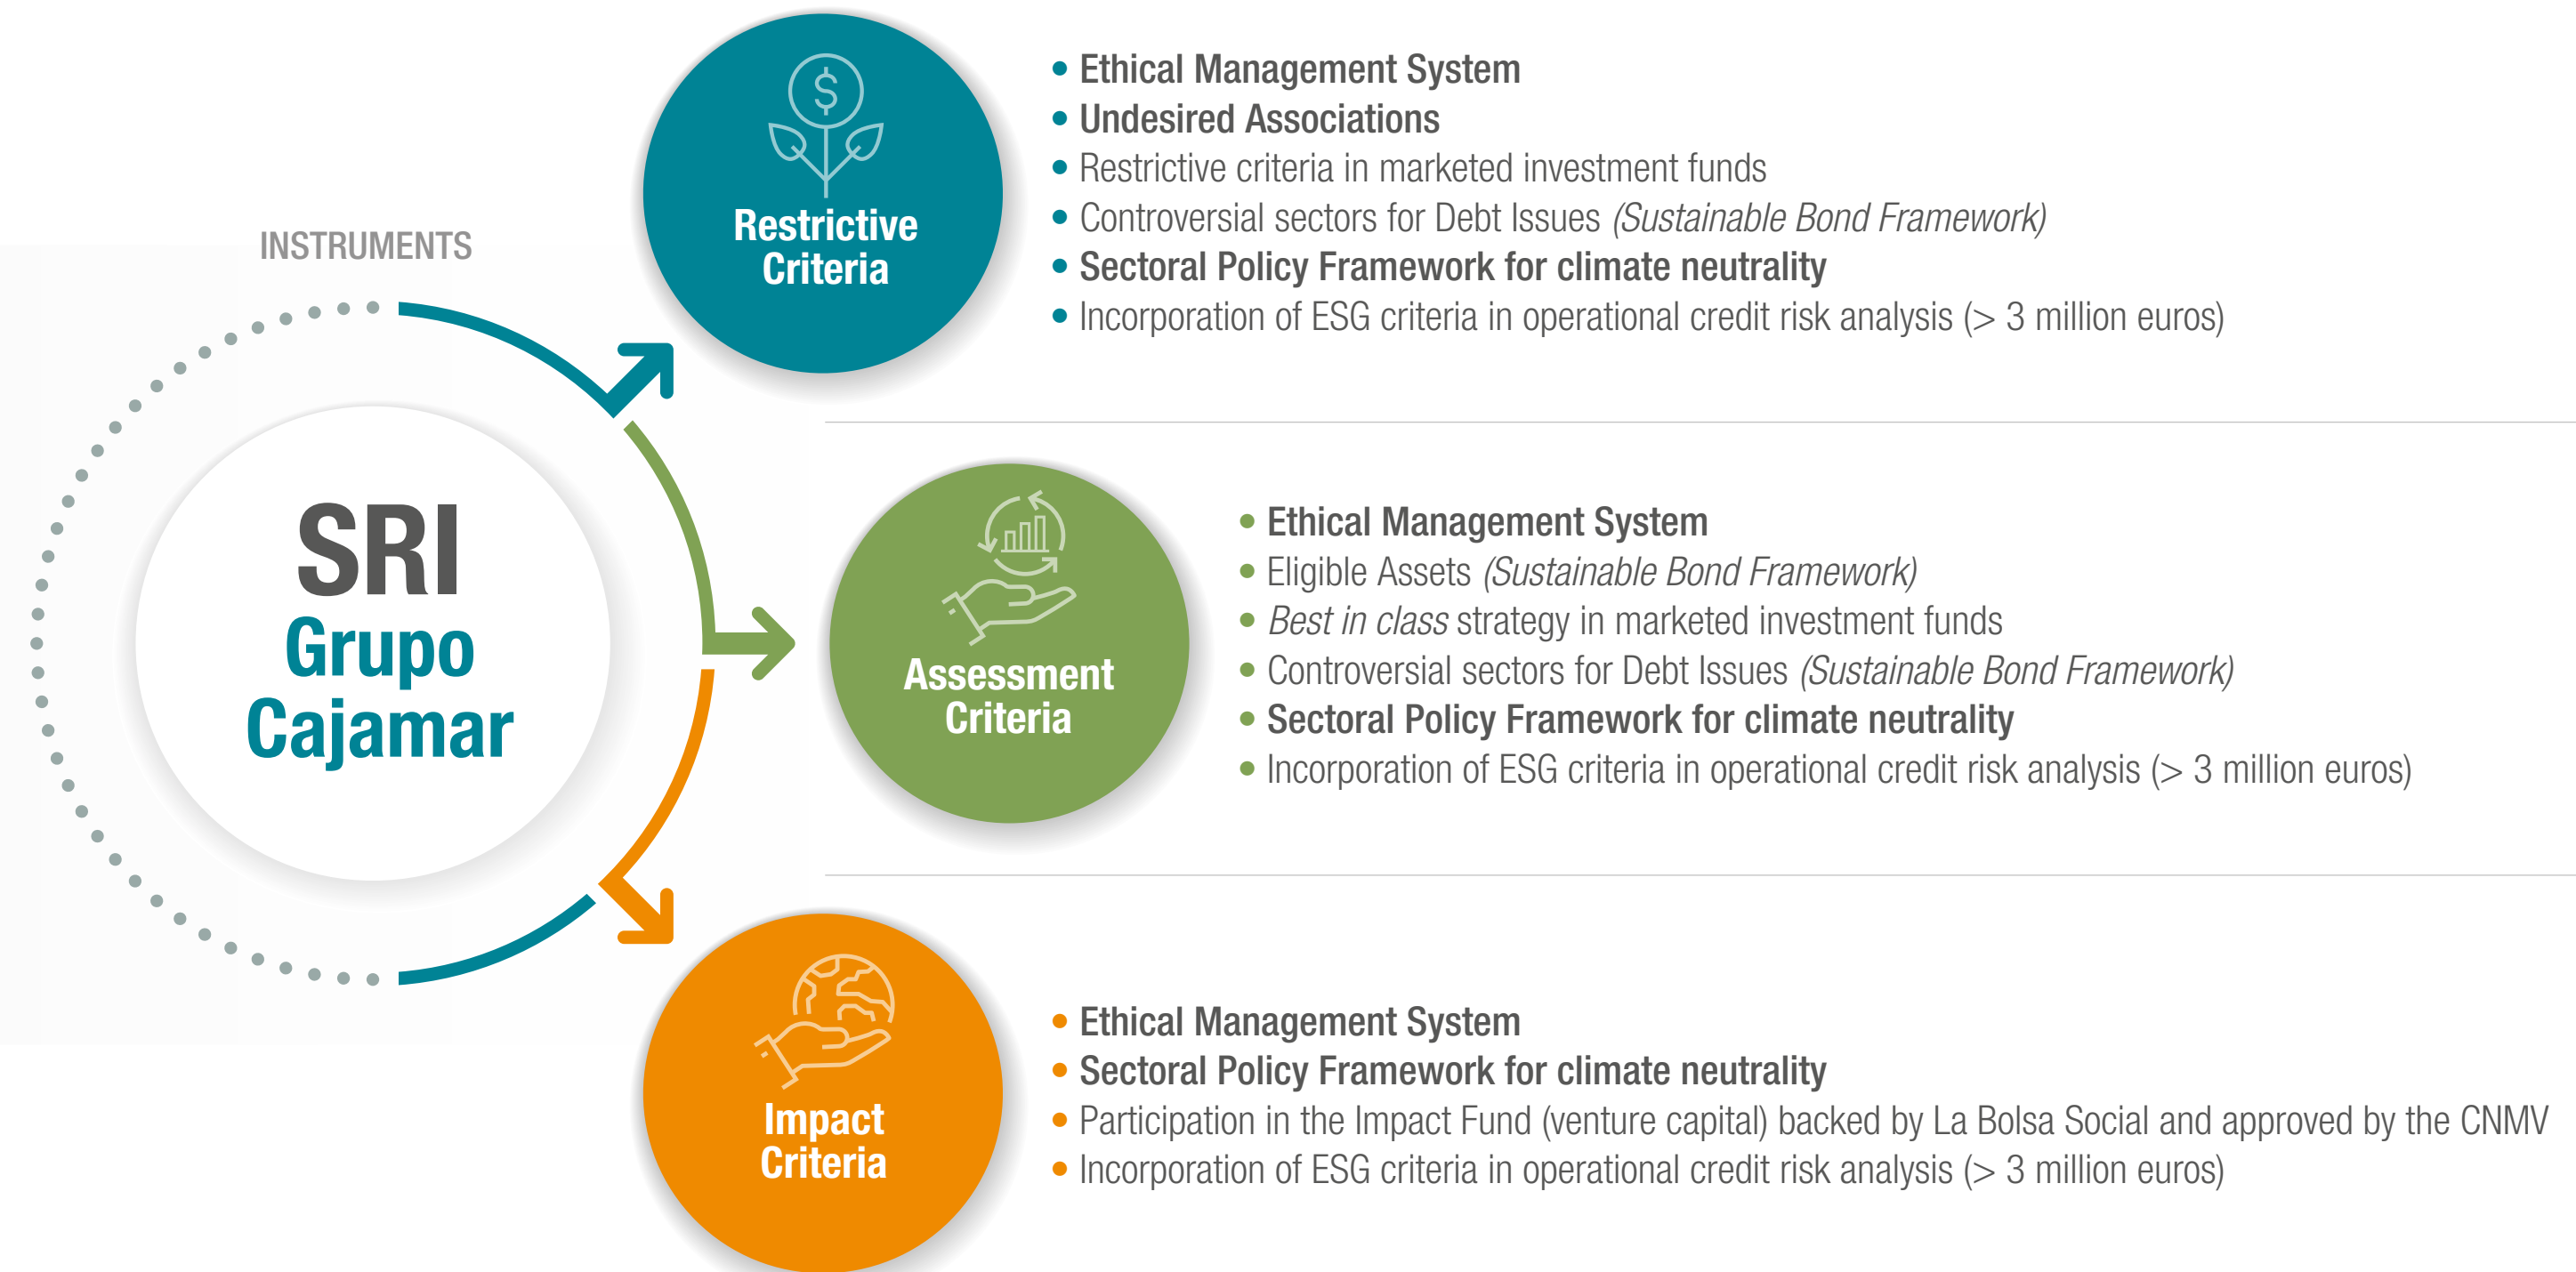 INSTRUMENTS
SRI
Grupo
Cajamar
Restrictive
Criteria
• Ethical Management System
• Undesired Associations
• Restrictive criteria in marketed investment funds
• Controversial sectors for Debt Issues (Sustainable Bond Framework)
• Sectoral Policy Framework for climate neutrality
• Incorporation of ESG criteria in operational credit risk analysis (> 3 million euros)
Assessment
Criteria
• Ethical Management System
• Eligible Assets (Sustainable Bond Framework)
• Best in class strategy in marketed investment funds
• Controversial sectors for Debt Issues (Sustainable Bond Framework)
• Sectoral Policy Framework for climate neutrality
• Incorporation of ESG criteria in operational credit risk analysis (> 3 million euros)
Impact
Criteria
• Ethical Management System
• Sectoral Policy Framework for climate neutrality
• Participation in the Impact Fund (venture capital) backed by La Bolsa Social and approved by the CNMV
• Incorporation of ESG criteria in operational credit risk analysis (> 3 million euros)